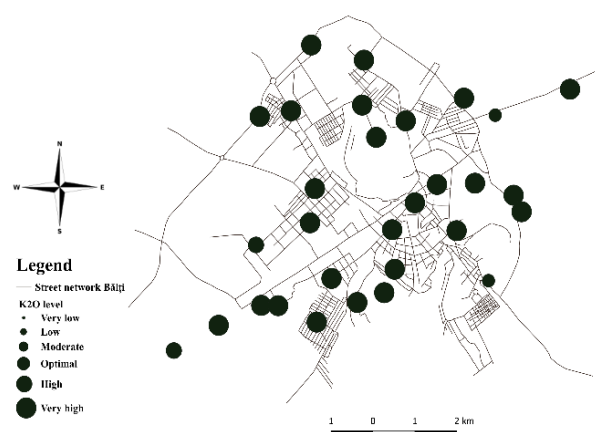 N
W E
S
Legend
Street network Bălți
K2O level
Very low
Low
Moderate
Optimal
High
Very high
1 0 1 2 km